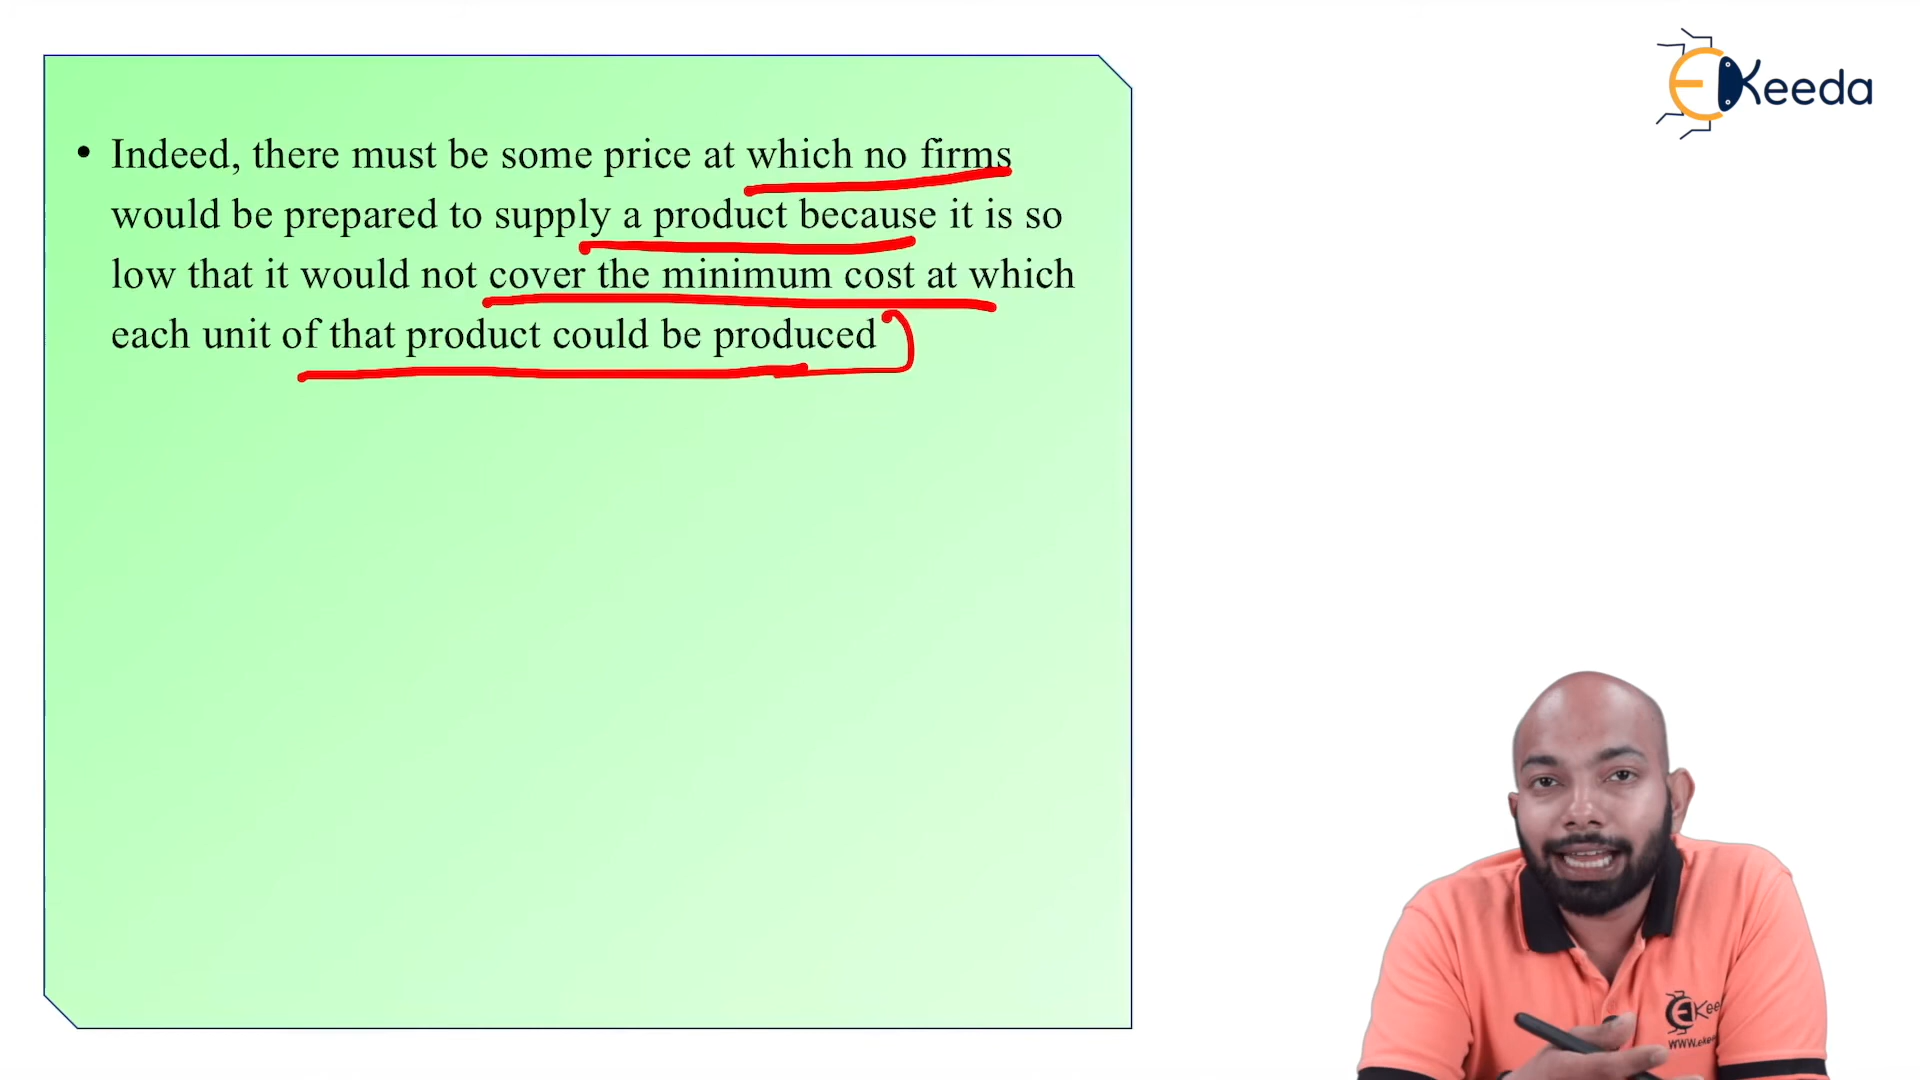 Keeda
• Indeed, there must be some price at which no firms
would be prepared to supply a product because it is so
low that it would not cover the minimum cost at which
each unit of that product could be produced